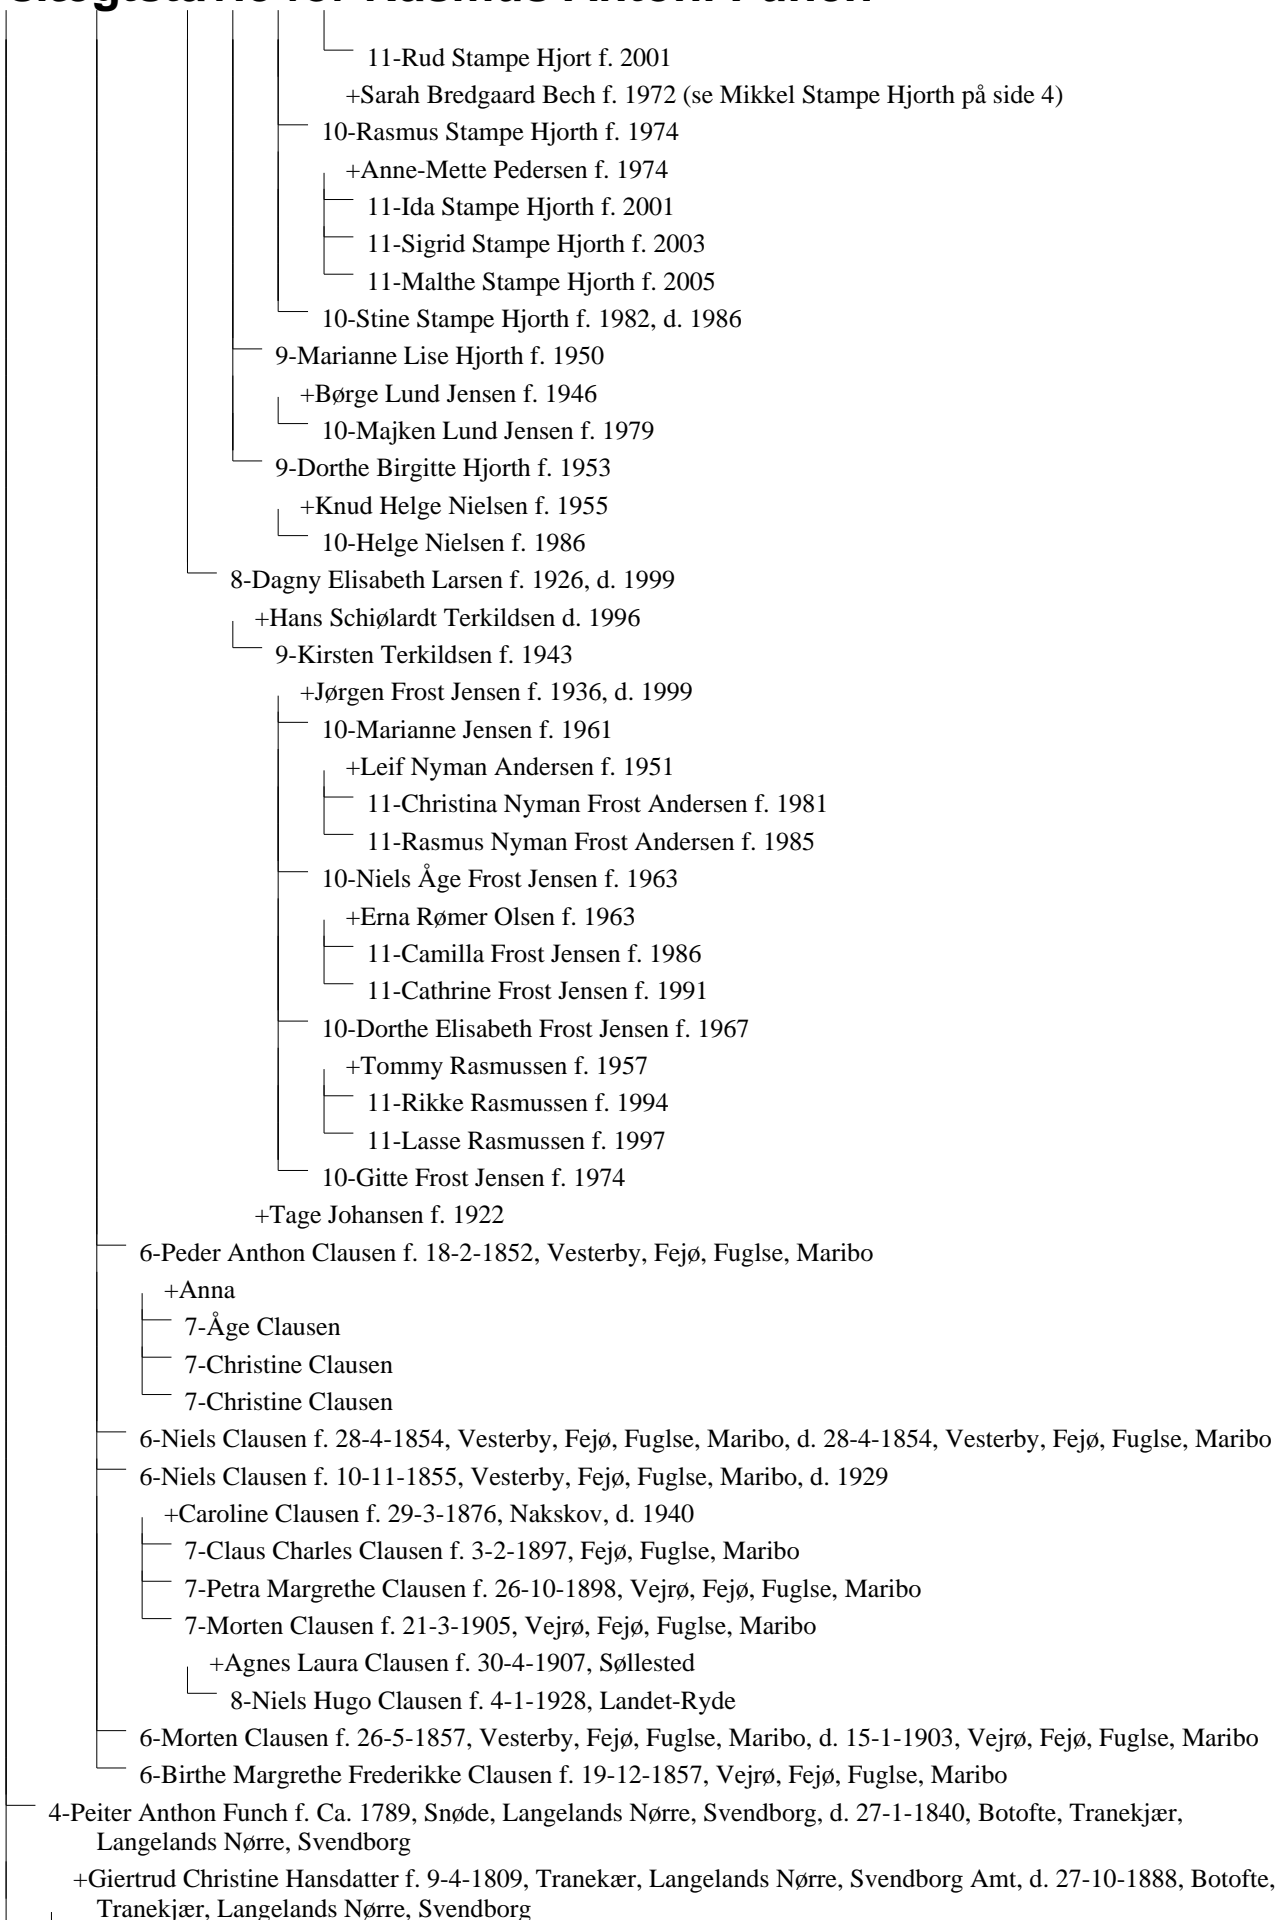 Slægtstavle for Rasmus Anthni Funch
11-Rud Stampe Hjort f. 2001
+Sarah Bredgaard Bech f. 1972 (se Mikkel Stampe Hjorth på side 4)
10-Rasmus Stampe Hjorth f. 1974
+Anne-Mette Pedersen f. 1974
11-Ida Stampe Hjorth f. 2001
11-Sigrid Stampe Hjorth f. 2003
11-Malthe Stampe Hjorth f. 2005
10-Stine Stampe Hjorth f. 1982, d. 1986
9-Marianne Lise Hjorth f. 1950
+Børge Lund Jensen f. 1946
10-Majken Lund Jensen f. 1979
9-Dorthe Birgitte Hjorth f. 1953
+Knud Helge Nielsen f. 1955
10-Helge Nielsen f. 1986
8-Dagny Elisabeth Larsen f. 1926, d. 1999
+Hans Schiølardt Terkildsen d. 1996
9-Kirsten Terkildsen f. 1943
+Jørgen Frost Jensen f. 1936, d. 1999
10-Marianne Jensen f. 1961
+Leif Nyman Andersen f. 1951
11-Christina Nyman Frost Andersen f. 1981
11-Rasmus Nyman Frost Andersen f. 1985
10-Niels Åge Frost Jensen f. 1963
+Erna Rømer Olsen f. 1963
11-Camilla Frost Jensen f. 1986
11-Cathrine Frost Jensen f. 1991
10-Dorthe Elisabeth Frost Jensen f. 1967
+Tommy Rasmussen f. 1957
11-Rikke Rasmussen f. 1994
11-Lasse Rasmussen f. 1997
10-Gitte Frost Jensen f. 1974
+Tage Johansen f. 1922
6-Peder Anthon Clausen f. 18-2-1852, Vesterby, Fejø, Fuglse, Maribo
+Anna
7-Åge Clausen
7-Christine Clausen
7-Christine Clausen
6-Niels Clausen f. 28-4-1854, Vesterby, Fejø, Fuglse, Maribo, d. 28-4-1854, Vesterby, Fejø, Fuglse, Maribo
6-Niels Clausen f. 10-11-1855, Vesterby, Fejø, Fuglse, Maribo, d. 1929
+Caroline Clausen f. 29-3-1876, Nakskov, d. 1940
7-Claus Charles Clausen f. 3-2-1897, Fejø, Fuglse, Maribo
7-Petra Margrethe Clausen f. 26-10-1898, Vejrø, Fejø, Fuglse, Maribo
7-Morten Clausen f. 21-3-1905, Vejrø, Fejø, Fuglse, Maribo
+Agnes Laura Clausen f. 30-4-1907, Søllested
8-Niels Hugo Clausen f. 4-1-1928, Landet-Ryde
6-Morten Clausen f. 26-5-1857, Vesterby, Fejø, Fuglse, Maribo, d. 15-1-1903, Vejrø, Fejø, Fuglse, Maribo
6-Birthe Margrethe Frederikke Clausen f. 19-12-1857, Vejrø, Fejø, Fuglse, Maribo
4-Peiter Anthon Funch f. Ca. 1789, Snøde, Langelands Nørre, Svendborg, d. 27-1-1840, Botofte, Tranekjær,
Langelands Nørre, Svendborg
+Giertrud Christine Hansdatter f. 9-4-1809, Tranekær, Langelands Nørre, Svendborg Amt, d. 27-10-1888, Botofte,
Tranekjær, Langelands Nørre, Svendborg